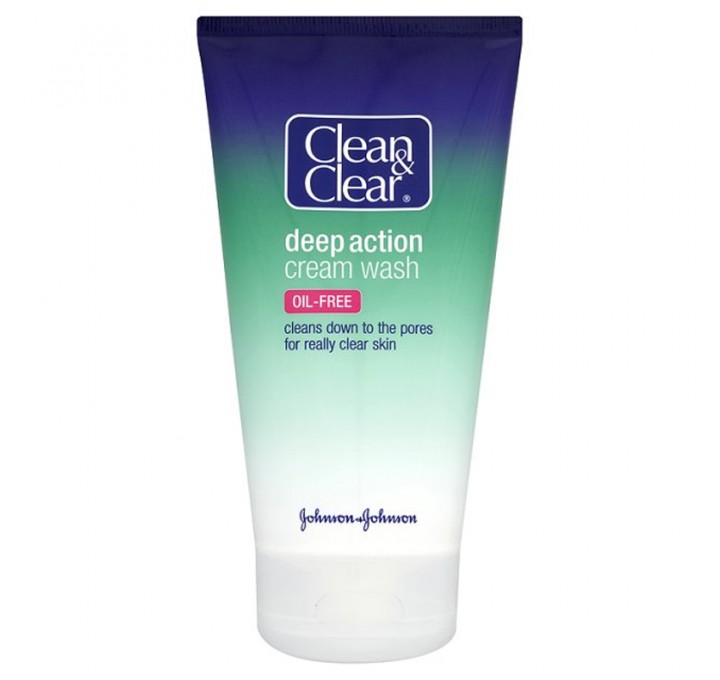 Clean
&
Clear®
deep action
cream wash
OIL-FREE
cleans down to the pores
for really clear skin
Johnson+Johnson